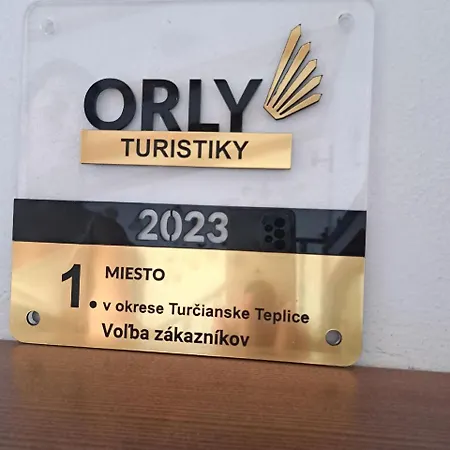 ORLY
TURISTIKY
2023
1. MIESTO
v okrese Turčianske Teplice
Voľba zákazníkov